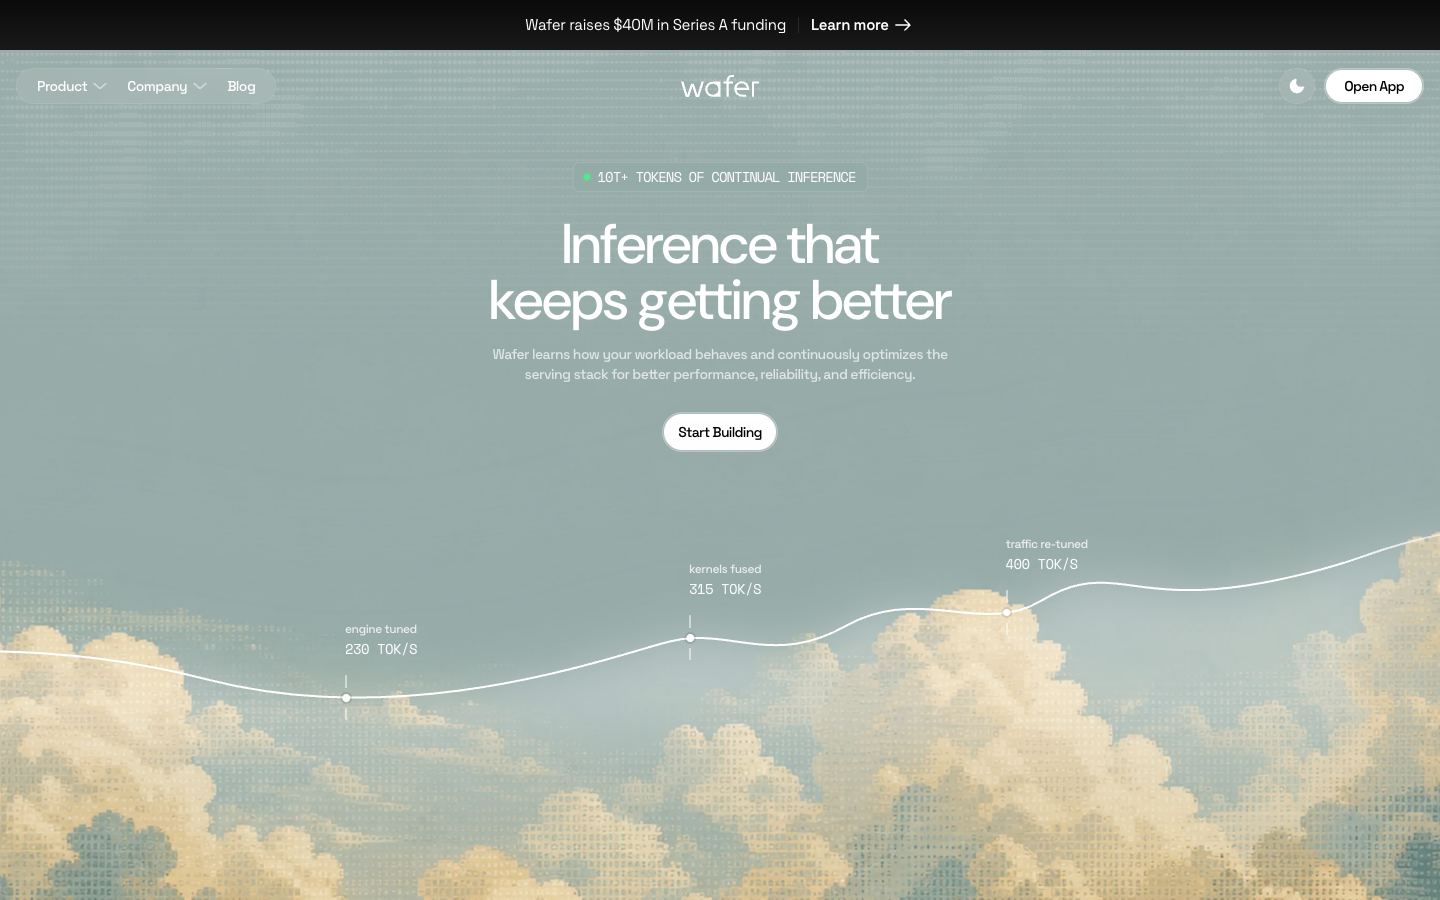 Wafer raises $40M in Series A funding
Learn more
Product
Company
Blog
wafer
Open App
10T+ TOKENS OF CONTINUAL INFERENCE
Inference that
keeps getting better
Wafer learns how your workload behaves and continuously optimizes the
serving stack for better performance, reliability, and efficiency.
Start Building
engine tuned
230 TOK/S
kernels fused
315 TOK/S
traffic re-tuned
400 TOK/S